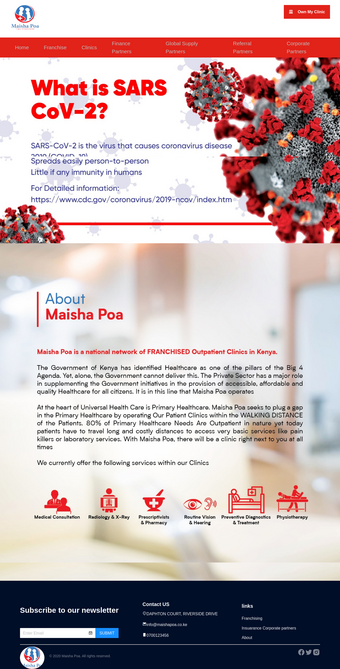 Maisha Poa
Own My Clinic
Home
Franchise
Clinics
Finance
Partners
Global Supply
Partners
Referral
Partners
Corporate
Partners
What is SARS
CoV-2?
SARS-CoV-2 is the virus that causes coronavirus disease
2019 (COVID-19)
Spreads easily person-to-person
Little if any immunity in humans
For Detailed information:
https://www.cdc.gov/coronavirus/2019-ncov/index.htm
About
Maisha Poa
Maisha Poa is a national network of FRANCHISED Outpatient Clinics in Kenya.
The Government of Kenya has identified Healthcare as one of the pillars of the Big 4
Agenda. Yet, alone, the Government cannot deliver this. The Private Sector has a major role
in supplementing the Government initiatives in the provision of accessible, affordable and
quality Healthcare for all citizens. It is in this line that Maisha Poa operates
At the heart of Universal Health Care is Primary Healthcare. Maisha Poa seeks to plug a gap
in the Primary Healthcare by operating Our Patient Clinics within the WALKING DISTANCE
of the Patients. 80% of Primary Healthcare Needs Are Outpatient in nature yet today
patients have to travel long and costly distances to access very basic services like pain
killers or laboratory services. With Maisha Poa, there will be a clinic right next to you at all
times
We currently offer the following services within our Clinics
Medical Consultation
Radiology & X-Ray
Prescriptions
& Pharmacy
Routine Vision
& Hearing
Preventive Diagnostics
& Treatment
Physiotherapy
Subscribe to our newsletter
SUBMIT
Contact US
DAPHTON COURT, RIVERSIDE DRIVE
info@maishapoa.co.ke
0700123456
links
Franchising
Insuarance Corporate partners
About
Maisha Poa
© 2020 Maisha Poa. All rights reserved.